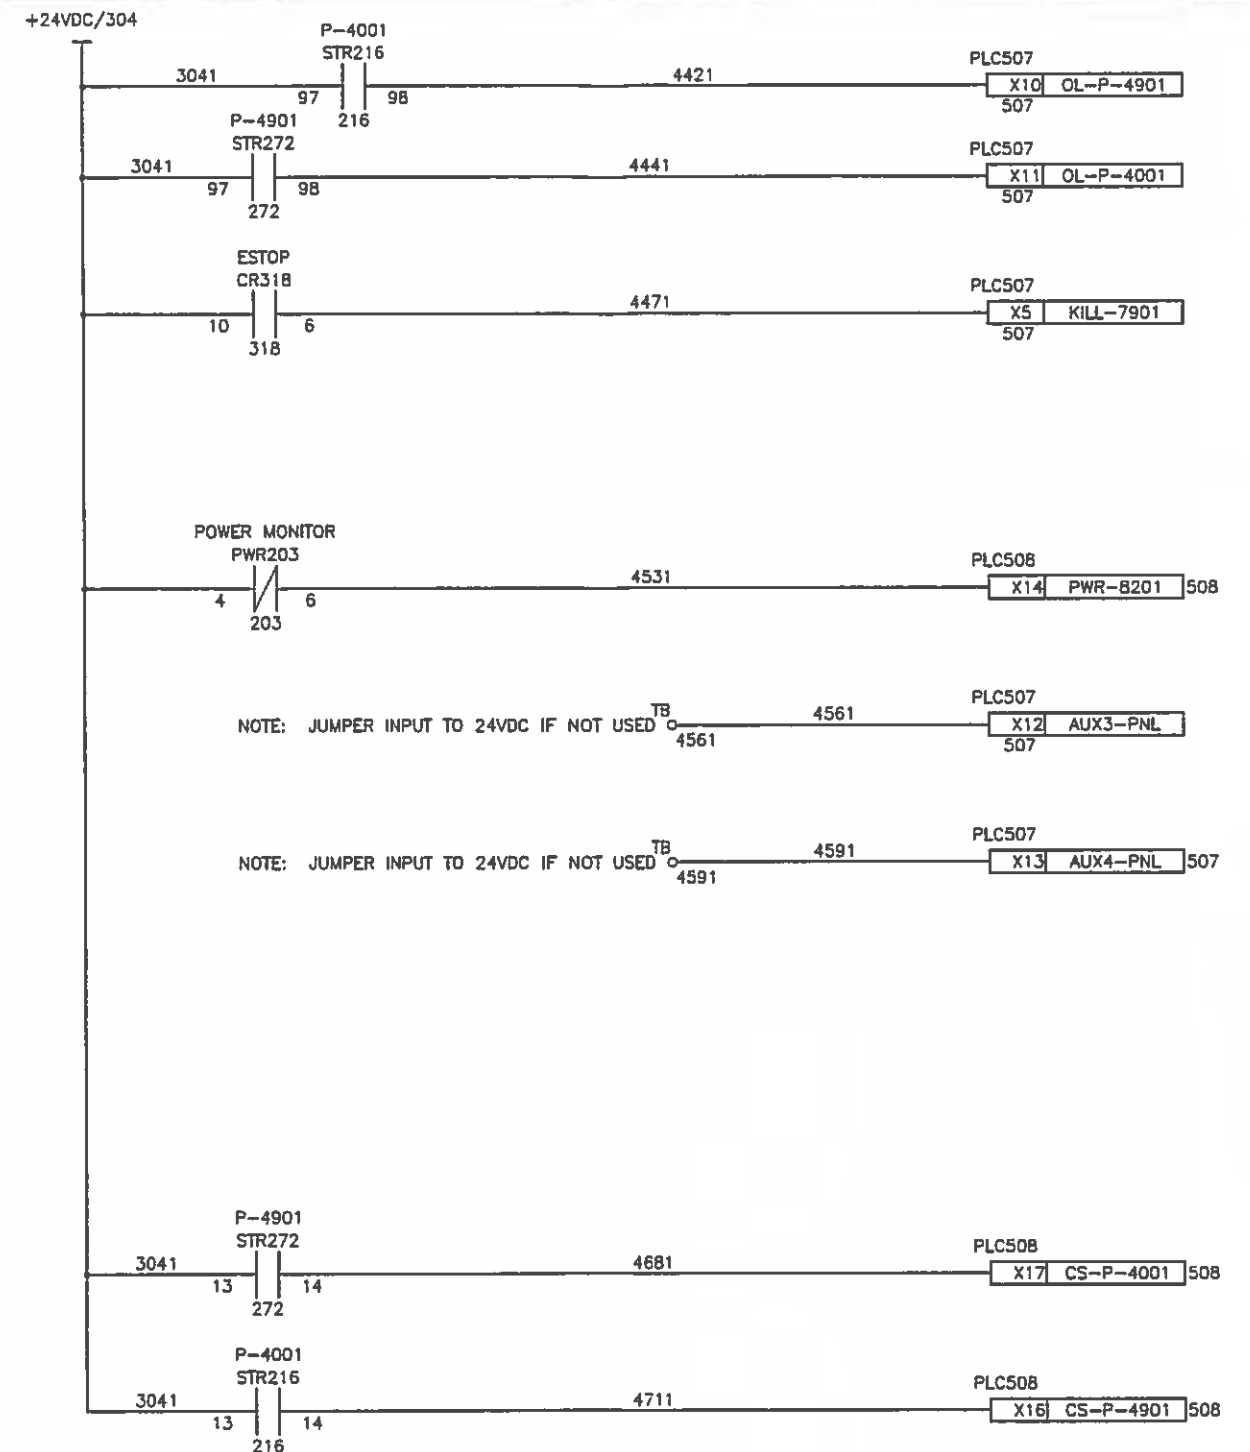 +24VDC/304
P-4001
STR216
3041
97
98
216
4421
PLC507
X10 OL-P-4901
507
P-4901
STR272
3041
97
98
272
4441
PLC507
X11 OL-P-4001
507
ESTOP
CR318
10
6
318
4471
PLC507
X5 KILL-7901
507
POWER MONITOR
PWR203
4
6
203
4531
PLC508
X14 PWR-8201 508
NOTE: JUMPER INPUT TO 24VDC IF NOT USED
TB
4561
4561
PLC507
X12 AUX3-PNL
507
NOTE: JUMPER INPUT TO 24VDC IF NOT USED
TB
4591
4591
PLC507
X13 AUX4-PNL 507
P-4901
STR272
3041
13
14
272
4681
PLC508
X17 CS-P-4001 508
P-4001
STR216
3041
13
14
216
4711
PLC508
X16 CS-P-4901 508